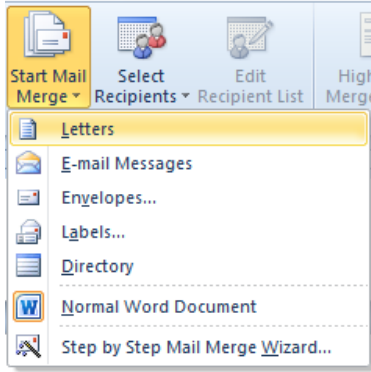 Start Mail Select Edit High
Merge Recipients Recipient List Merge
Letters
E-mail Messages
Envelopes...
Labels...
Directory
W Normal Word Document
Step by Step Mail Merge Wizard...